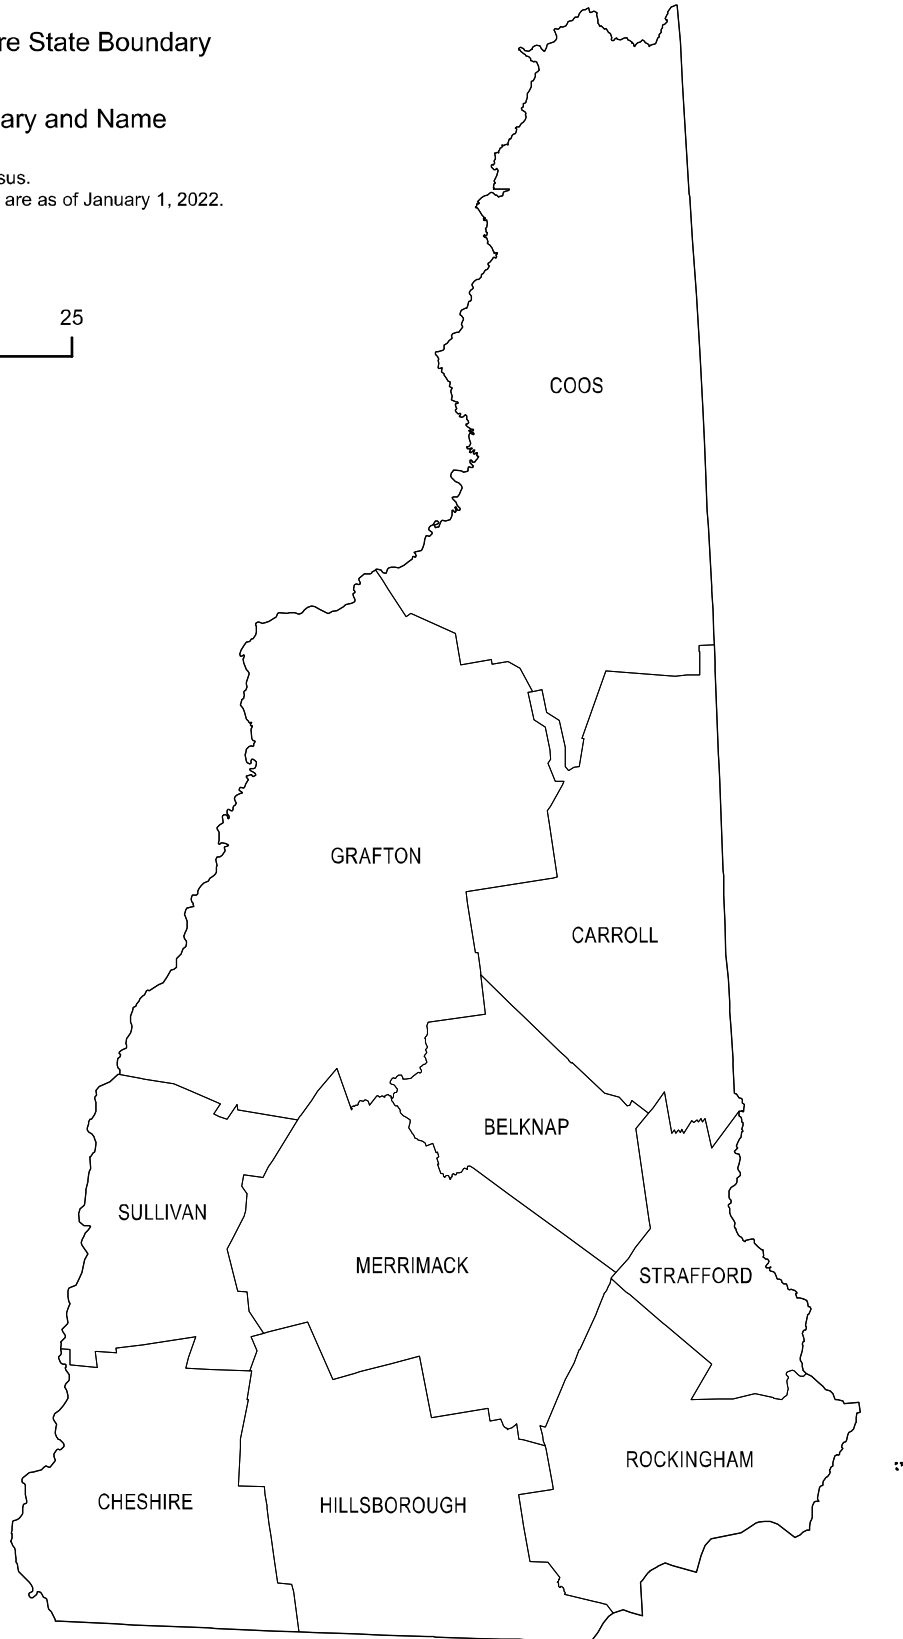 re State Boundary
ary and Name
sus.
are as of January 1, 2022.
25
COOS
GRAFTON
CARROLL
BELKNAP
SULLIVAN
MERRIMACK
STRAFFORD
ROCKINGHAM
CHESHIRE
HILLSBOROUGH